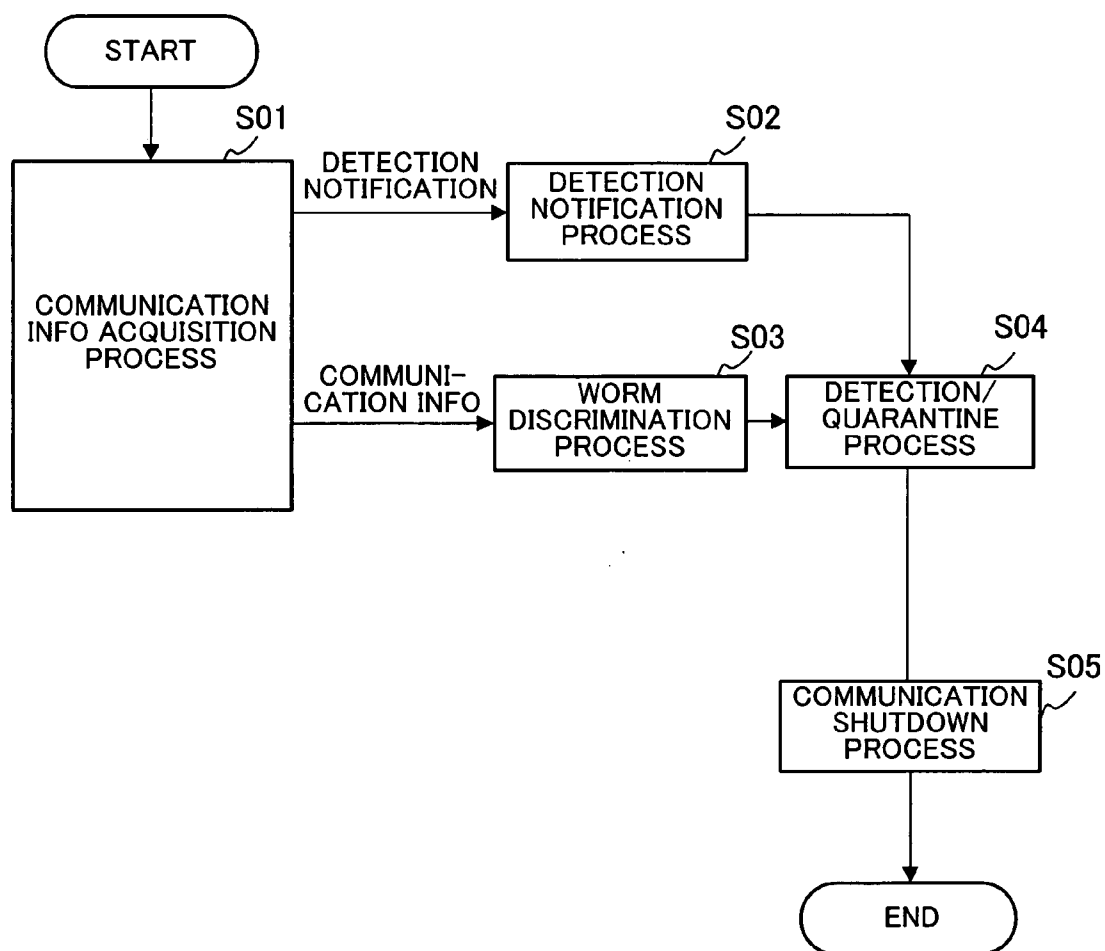 START
S01
COMMUNICATION
INFO ACQUISITION
PROCESS
DETECTION
NOTIFICATION
S02
DETECTION
NOTIFICATION
PROCESS
COMMUNI-
CATION INFO
S03
WORM
DISCRIMINATION
PROCESS
S04
DETECTION/
QUARANTINE
PROCESS
S05
COMMUNICATION
SHUTDOWN
PROCESS
END